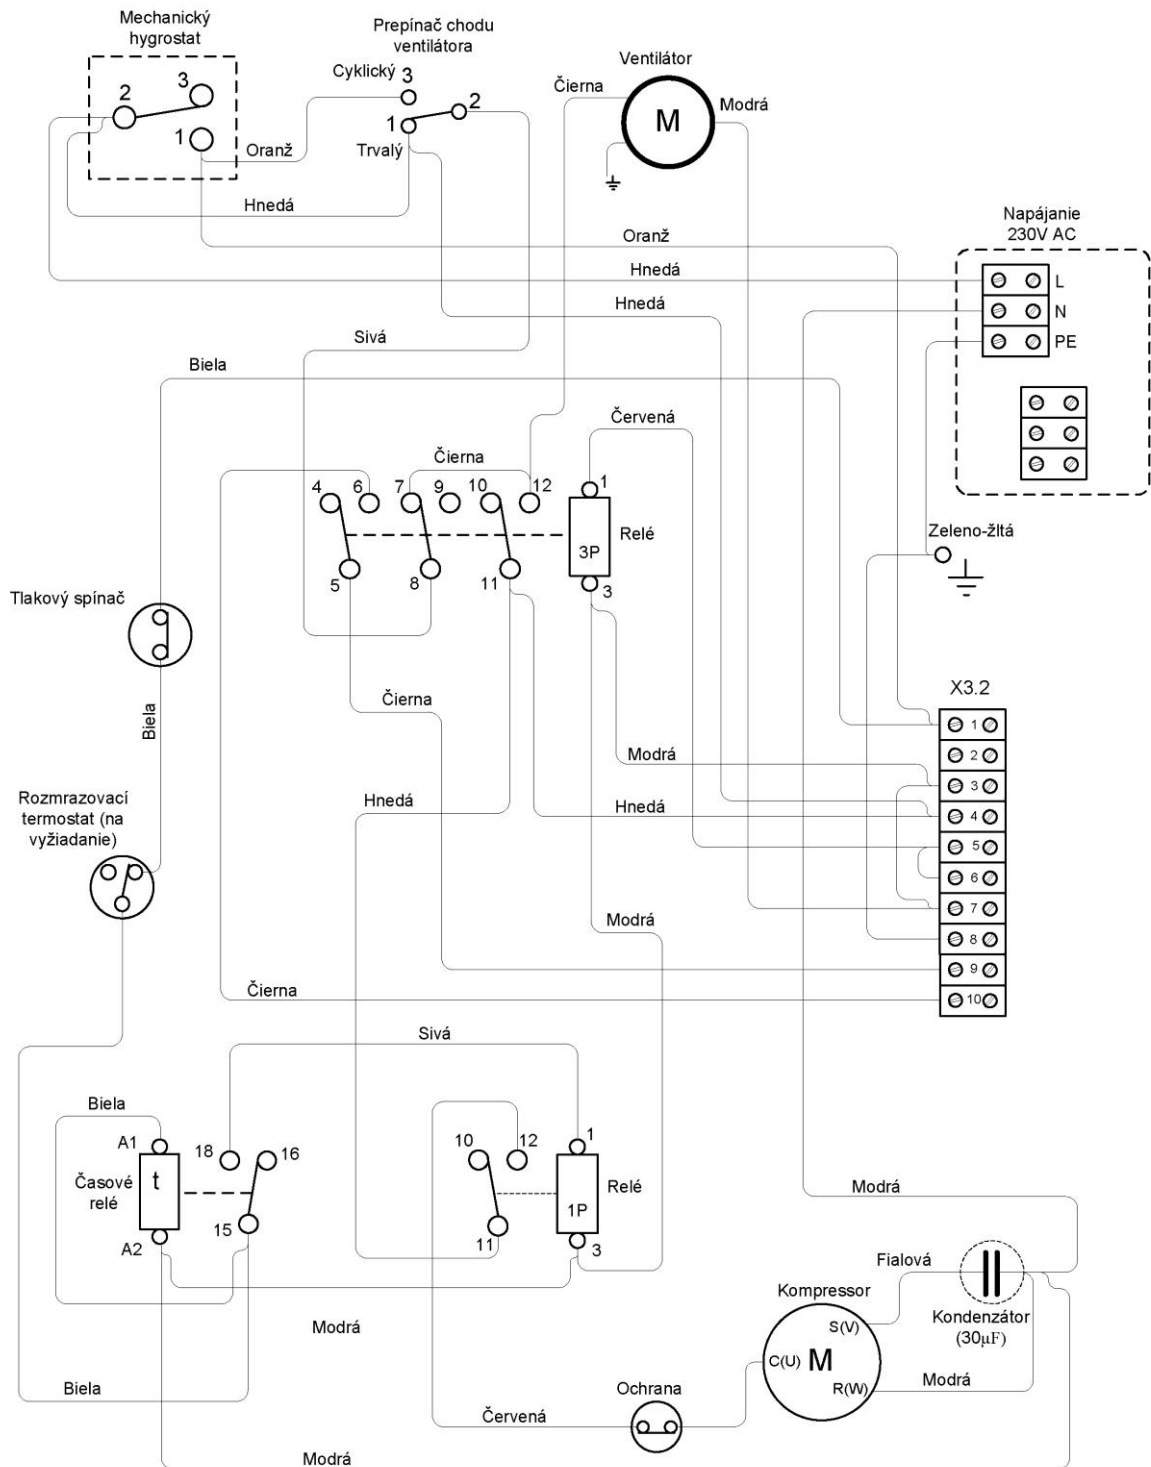 Mechanický
hygrostat
Prepínač chodu
ventilátora
Ventilátor
Cyklický
3
3
2
2
1
1
Trvalý
Oranž
Čierna
Modrá
M
Hnedá
Oranž
Hnedá
Hnedá
Napájanie
230V AC
L
N
PE
Sivá
Biela
Červená
Čierna
4
6
7
9
10
12
1
Relé
3P
5
8
11
3
Zeleno-žltá
Tlakový spínač
Biela
Čierna
X3.2
1
2
3
4
5
6
7
8
9
10
Modrá
Hnedá
Hnedá
Rozmrazovací
termostat (na
vyžiadanie)
Modrá
Čierna
Sivá
Biela
A1
t
Časové
relé
A2
18
16
15
10
12
11
1
Relé
1P
3
Modrá
Fialová
Kompressor
S(V)
C(U)
M
R(W)
Kondenzátor
(30µF)
Modrá
Modrá
Biela
Ochrana
Červená
Modrá